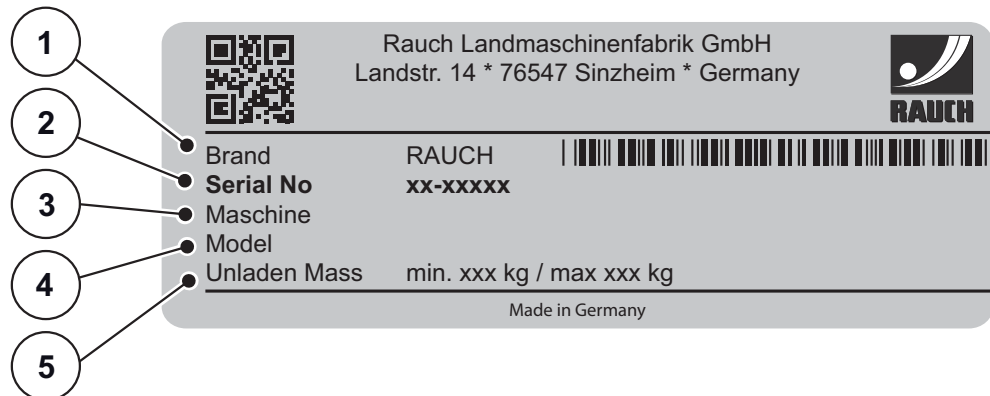 Rauch Landmaschinenfabrik GmbH
Landstr. 14 * 76547 Sinzheim * Germany
RAUCH
1
Brand RAUCH
2
Serial No xx-xxxxx
3
Maschine
4
Model
5
Unladen Mass min. xxx kg / max xxx kg
Made in Germany